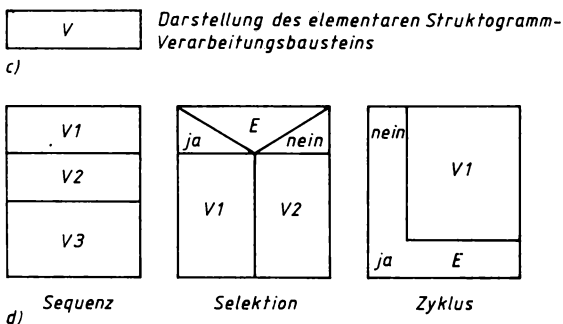 V
Darstellung des elementaren Struktogramm-
Verarbeitungsbausteins
c)
V1
V2
V3
E
ja
nein
V1
V2
nein
V1
ja
E
Sequenz
Selektion
Zyklus
d)